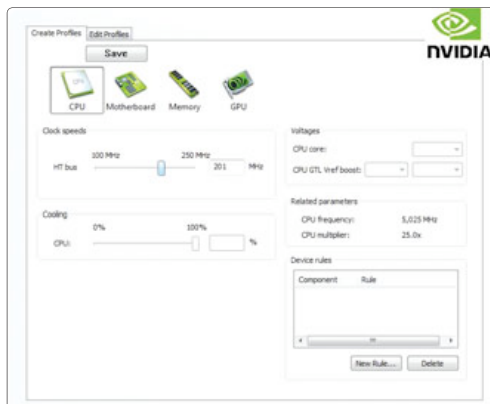 NVIDIA
Create Profiles
Edit Profiles
Save
CPU
Motherboard
Memory
GPU
Clock speeds
100 MHz
250 MHz
HT bus
201
MHz
Cooling
0%
100%
CPU:
%
Voltages
CPU core:
CPU GTL Vref boost:
Related parameters
CPU frequency:
5,025 MHz
CPU multiplier:
25.0x
Device rules
Component
Rule
New Rule...
Delete